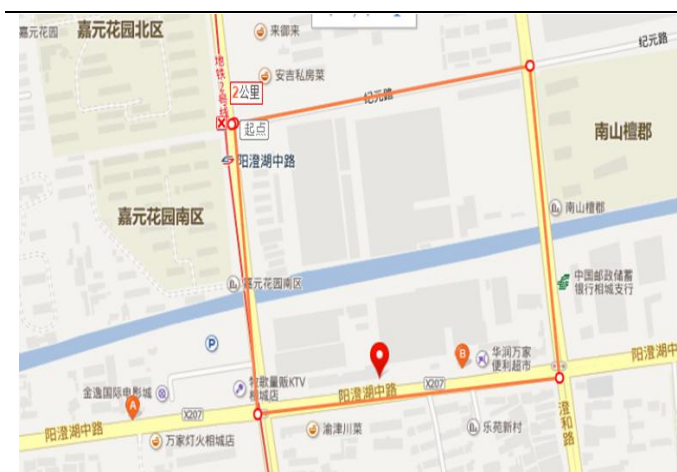 嘉元花园
嘉元花园北区
来御来
纪元路
安吉私房菜
地铁2号线
2公里
纪元路
起点
南山檀郡
阳澄湖中路
嘉元花园南区
南山檀郡
嘉元花园南区
中国邮政储蓄
银行相城支行
P
华润万家
便利超市
B
阳澄湖中
金逸国际电影城
牧歌量贩KTV
相城店
阳澄湖中路
X207
A
X207
阳澄湖中路
万家灯火相城店
渝津川菜
乐苑新村
澄和路